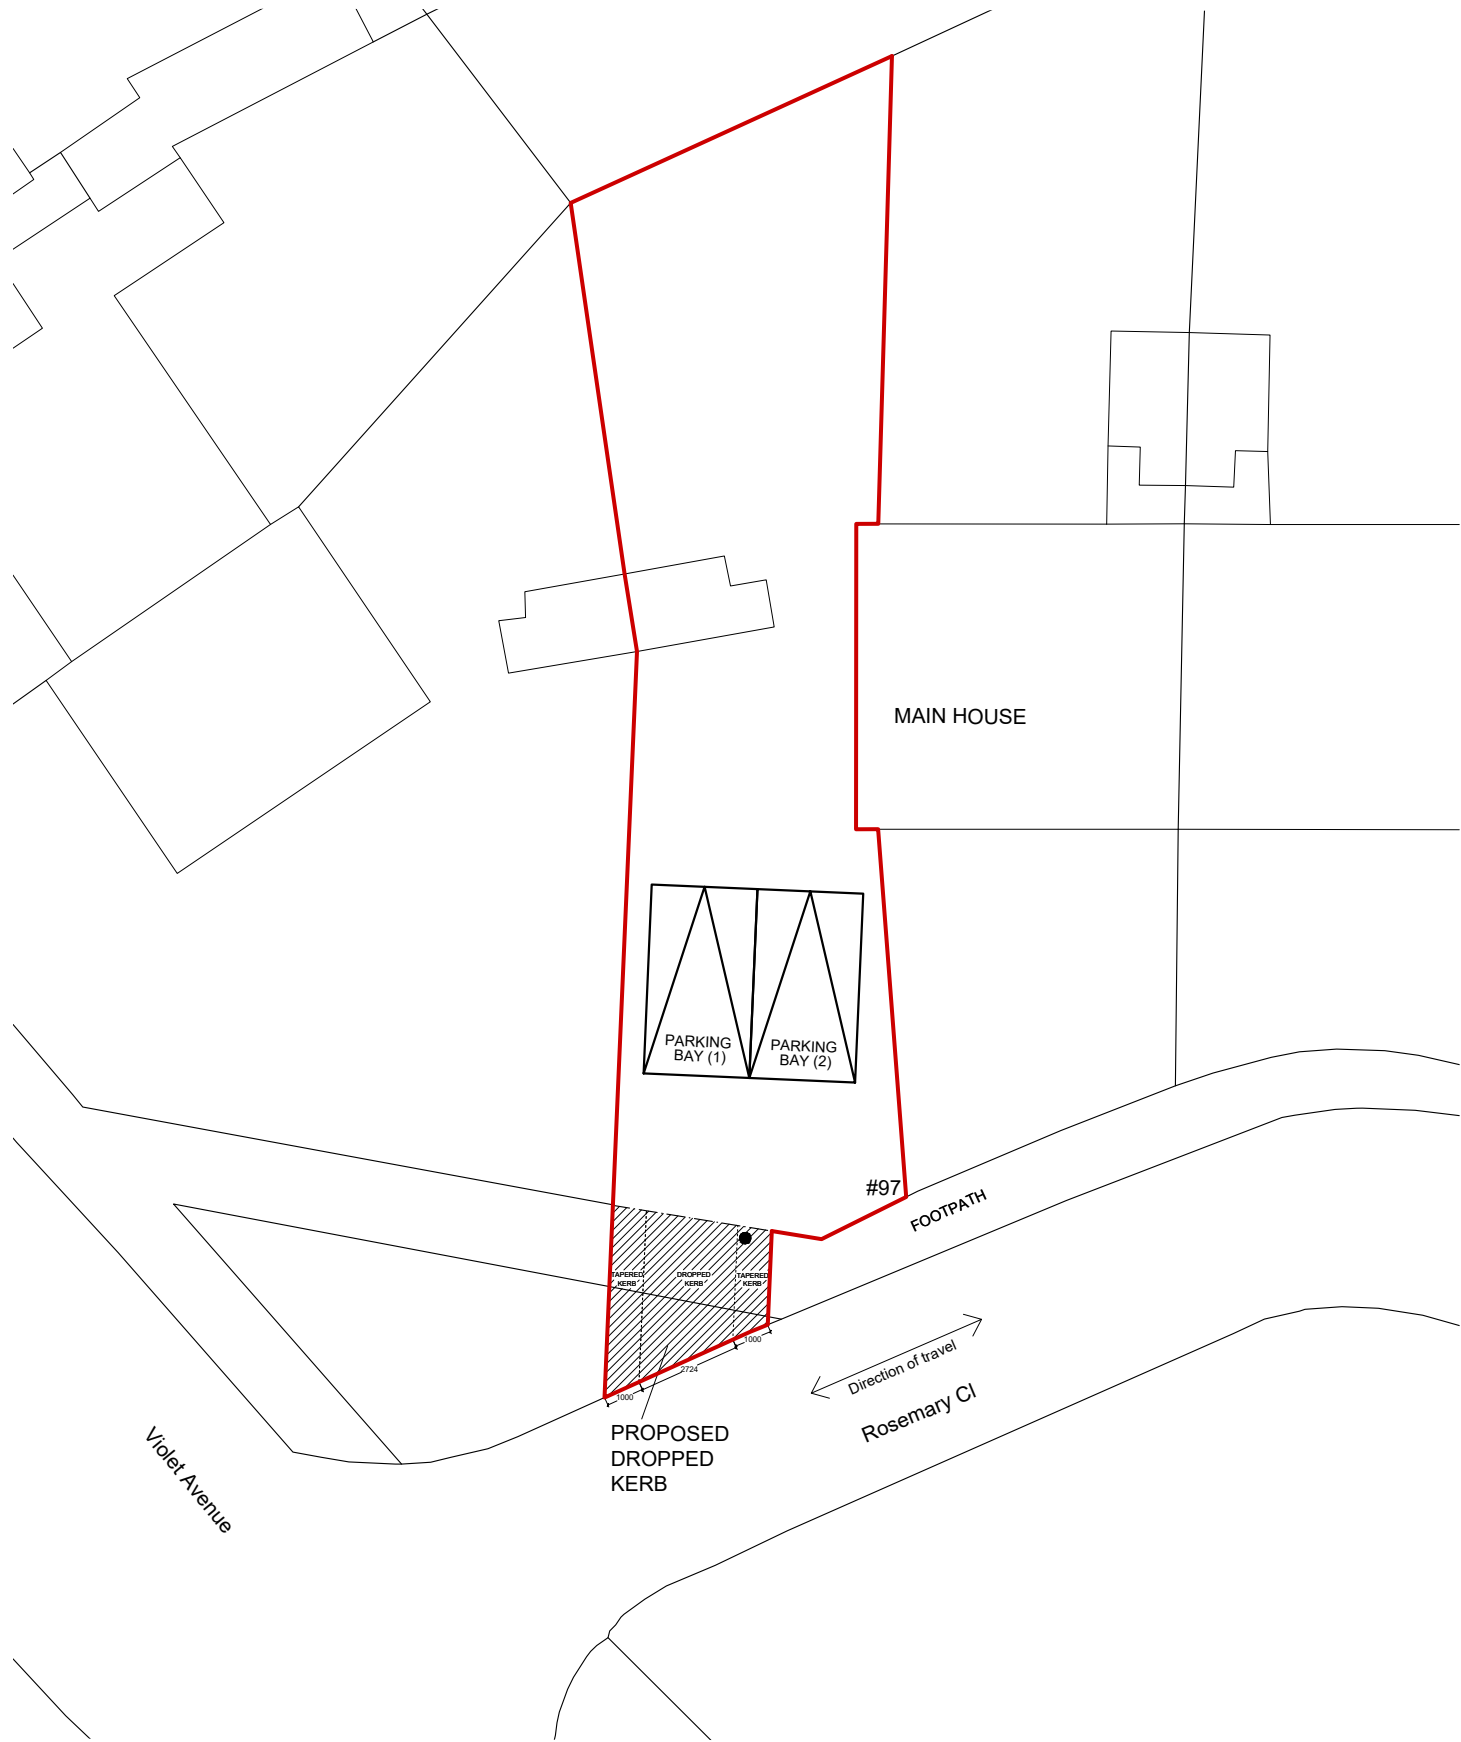 MAIN HOUSE
PARKING
BAY (1)
PARKING
BAY (2)
#97
FOOTPATH
TAPERED
KERB
DROPPED
KERB
TAPERED
KERB
1000
2724
1000
Direction of travel
Rosemary Cl
PROPOSED
DROPPED
KERB
Violet Avenue